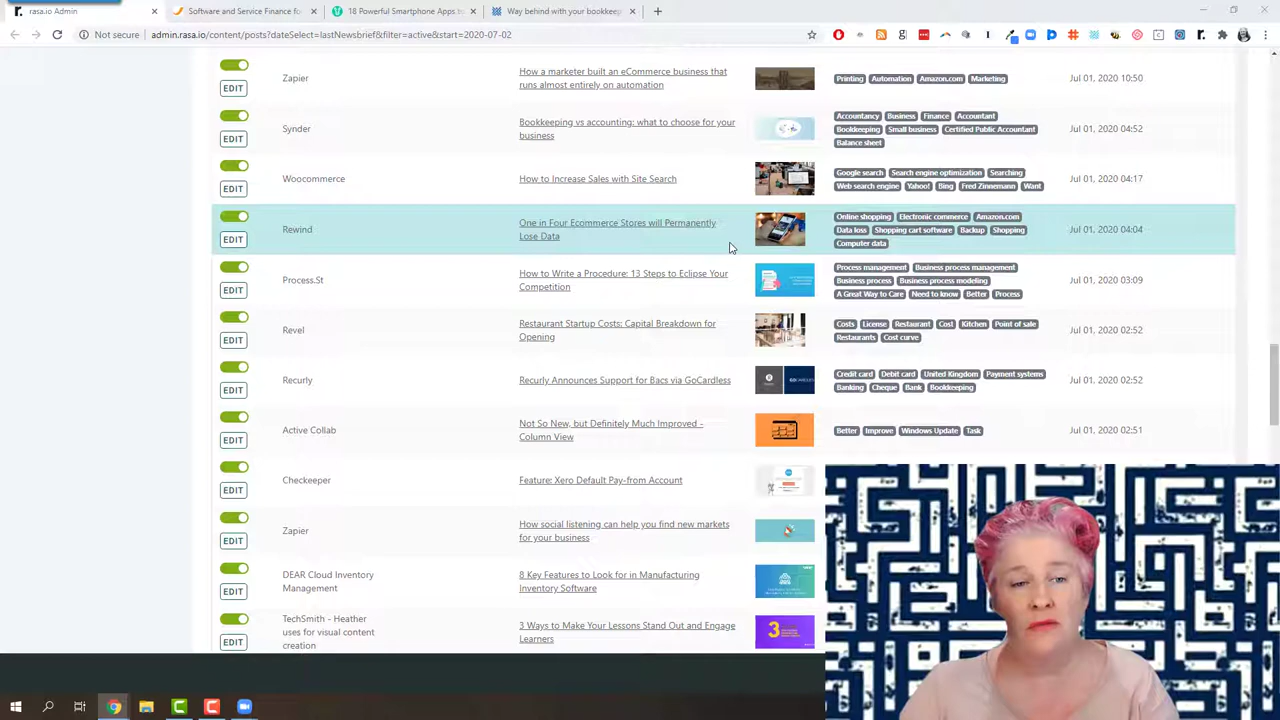 rasa.io Admin
Software and Service Finance fo
18 Powerful Smartphone Apps t
Way behind with your bookkeep
Not secure
admin.rasa.io/content/posts?dateSelect=lastNewsbrief&filter=active&start=2020-07-02
EDIT
Zapier
How a marketer built an eCommerce business that
runs almost entirely on automation
Printing Automation Amazon.com Marketing
Jul 01, 2020 10:50
EDIT
Synder
Bookkeeping vs accounting: what to choose for your
business
Accountancy Business Finance Accountant
Bookkeeping Small business Certified Public Accountant
Balance sheet
Jul 01, 2020 04:52
EDIT
Woocommerce
How to Increase Sales with Site Search
Google search Search engine optimization Searching
Web search engine Yahoo! Bing Fred Zinnemann Want
Jul 01, 2020 04:17
EDIT
Rewind
One in Four Ecommerce Stores will Permanently
Lose Data
Online shopping Electronic commerce Amazon.com
Data loss Shopping cart software Backup Shopping
Computer data
Jul 01, 2020 04:04
EDIT
Process.St
How to Write a Procedure: 13 Steps to Eclipse Your
Competition
Process management Business process management
Business process Business process modeling
A Great Way to Care Need to know Better Process
Jul 01, 2020 03:09
EDIT
Revel
Restaurant Startup Costs: Capital Breakdown for
Opening
Costs License Restaurant Cost Kitchen Point of sale
Restaurants Cost curve
Jul 01, 2020 02:52
EDIT
Recurly
Recurly Announces Support for Bacs via GoCardless
Credit card Debit card United Kingdom Payment systems
Banking Cheque Bank Bookkeeping
Jul 01, 2020 02:52
EDIT
Active Collab
Not So New, but Definitely Much Improved -
Column View
Better Improve Windows Update Task
Jul 01, 2020 02:51
EDIT
Checkeeper
Feature: Xero Default Pay-from Account
EDIT
Zapier
How social listening can help you find new markets
for your business
EDIT
DEAR Cloud Inventory
Management
8 Key Features to Look for in Manufacturing
Inventory Software
EDIT
TechSmith - Heather
uses for visual content
creation
3 Ways to Make Your Lessons Stand Out and Engage
Learners
3